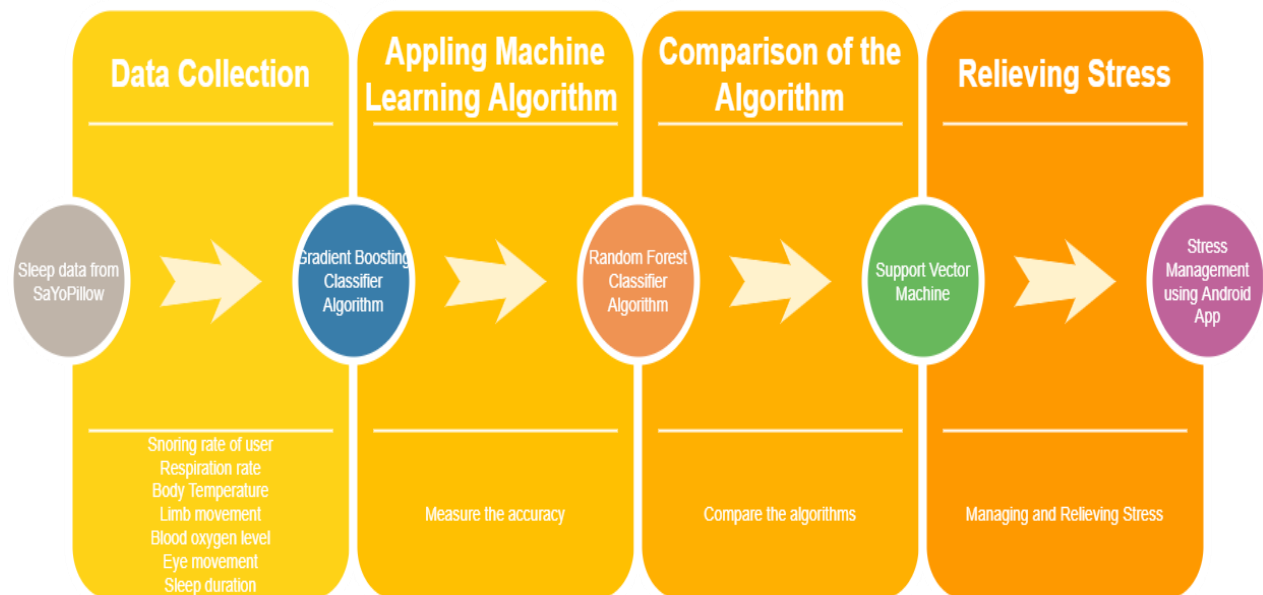 Data Collection
Appling Machine
Learning Algorithm
Comparison of the
Algorithm
Relieving Stress
Sleep data from
SaYoPillow
Gradient Boosting
Classifier
Algorithm
Random Forest
Classifier
Algorithm
Support Vector
Machine
Stress
Management
using Android
App
Snoring rate of user
Respiration rate
Body Temperature
Limb movement
Blood oxygen level
Eye movement
Sleep duration
Measure the accuracy
Compare the algorithms
Managing and Relieving Stress